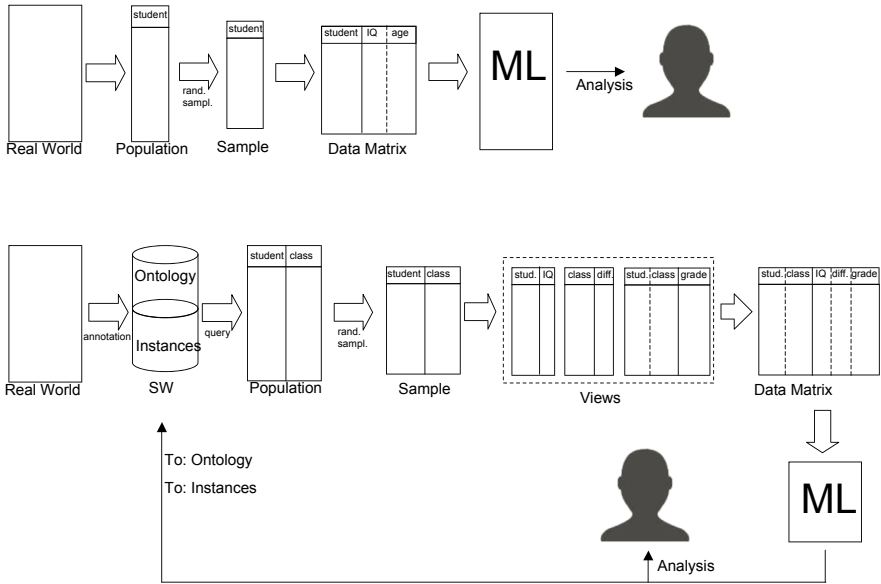 student
student
student IQ age
ML
rand.
sampl.
Analysis
Real World Population Sample Data Matrix
student class
student class
stud. IQ class diff. stud. class grade
stud. class IQ diff. grade
Ontology
Instances
annotation
query
rand.
sampl.
Real World SW Population Sample Views Data Matrix
To: Ontology
To: Instances
ML
Analysis